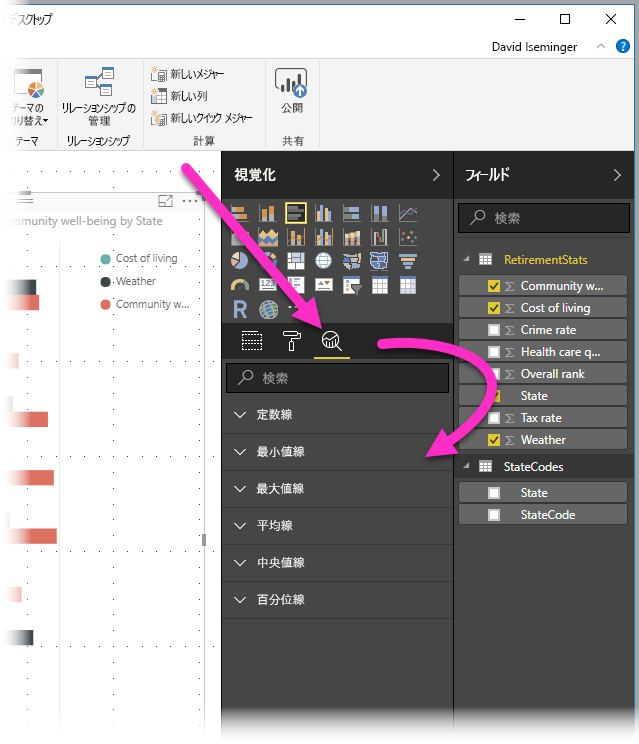 デスクトップ
David Iseminger
?
テーマの
り替え
テーマ
リレーションシップの
管理
リレーションシップ
新しいメジャー
新しい列
新しいクイック メジャー
計算
公開
共有
mmunity well-being by State
Cost of living
Weather
Community w...
視覚化
123
R
検索
定数線
最小値線
最大値線
平均線
中央値線
百分位線
フィールド
検索
RetirementStats
Community w...
Cost of living
Crime rate
Health care q...
Overall rank
State
Tax rate
Weather
StateCodes
State
StateCode